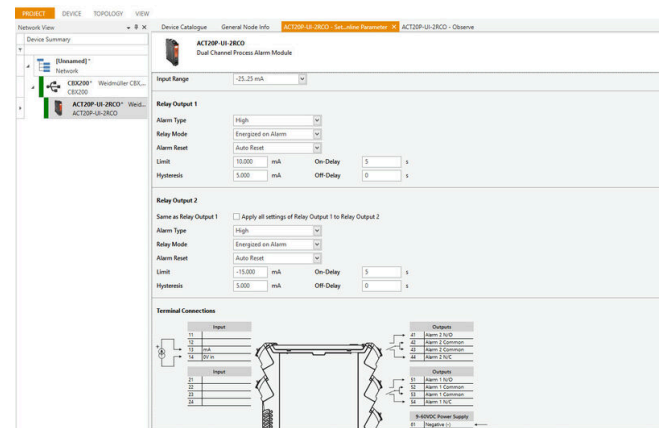 PROJECT DEVICE TOPOLOGY VIEW
Network View
Device Catalogue General Node Info ACT20P-UI-2RCO - Set...nline Parameter × ACT20P-UI-2RCO - Observe
Device Summary
[Unnamed]*
Network
CBX200* Weidmüller CBX,...
CBX200
ACT20P-UI-2RCO* Weid...
ACT20P-UI-2RCO
ACT20P-UI-2RCO
Dual Channel Process Alarm Module
Input Range -25..25 mA
Relay Output 1
Alarm Type High
Relay Mode Energized on Alarm
Alarm Reset Auto Reset
Limit 10.000 mA On-Delay 5 s
Hysteresis 5.000 mA Off-Delay 0 s
Relay Output 2
Same as Relay Output 1 Apply all settings of Relay Output 1 to Relay Output 2
Alarm Type High
Relay Mode Energized on Alarm
Alarm Reset Auto Reset
Limit -15.000 mA On-Delay 5 s
Hysteresis 5.000 mA Off-Delay 0 s
Terminal Connections
Input
11
12
13 mA
14 0V in
Input
21
22
23
24
Outputs
41 Alarm 2 N/O
42 Alarm 2 Common
43 Alarm 2 Common
44 Alarm 2 N/C
Outputs
51 Alarm 1 N/O
52 Alarm 1 Common
53 Alarm 1 Common
54 Alarm 1 N/C
9-60VDC Power Supply
81 Negative (-)